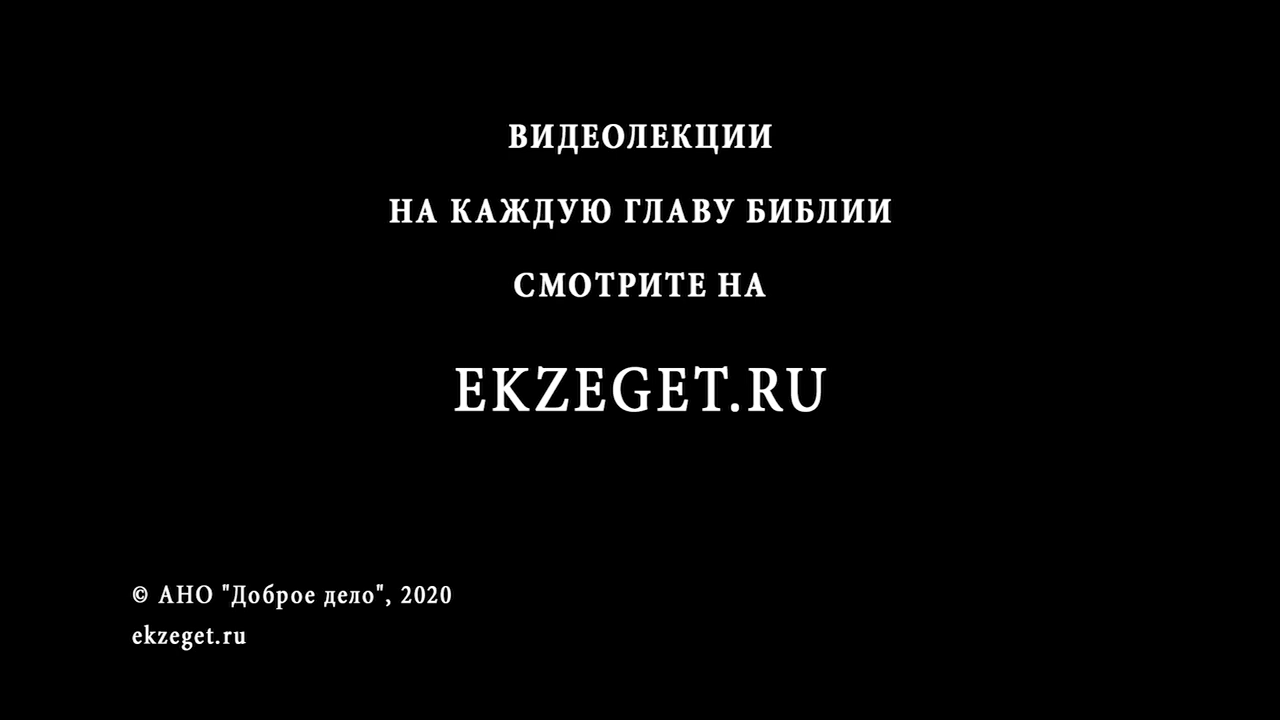 ВИДЕОЛЕКЦИИ
НА КАЖДУЮ ГЛАВУ БИБЛИИ
СМОТРИТЕ НА
EKZEGET.RU
© АНО "Доброе дело", 2020
ekzeget.ru